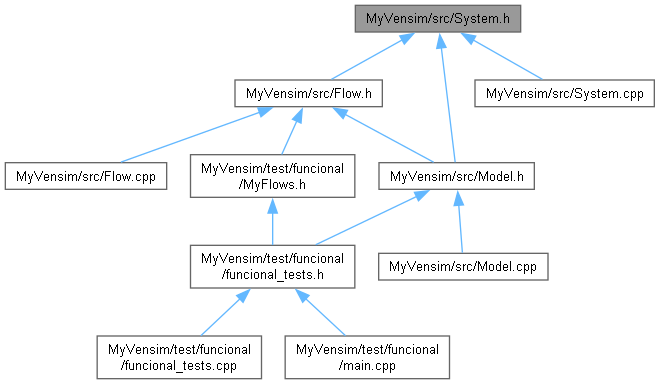 MyVensim/src/System.h
MyVensim/src/Flow.h
MyVensim/src/System.cpp
MyVensim/src/Flow.cpp
MyVensim/test/funcional
/MyFlows.h
MyVensim/src/Model.h
MyVensim/test/funcional
/funcional_tests.h
MyVensim/src/Model.cpp
MyVensim/test/funcional
/funcional_tests.cpp
MyVensim/test/funcional
/main.cpp